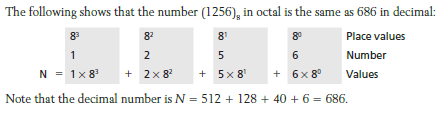 The following shows that the number (1256)₈ in octal is the same as 686 in decimal:
8³ 8² 8¹ 8⁰ Place values
1 2 5 6 Number
N = 1 x 8³ + 2 x 8² + 5 x 8¹ + 6 x 8⁰ Values
Note that the decimal number is N = 512 + 128 + 40 + 6 = 686.